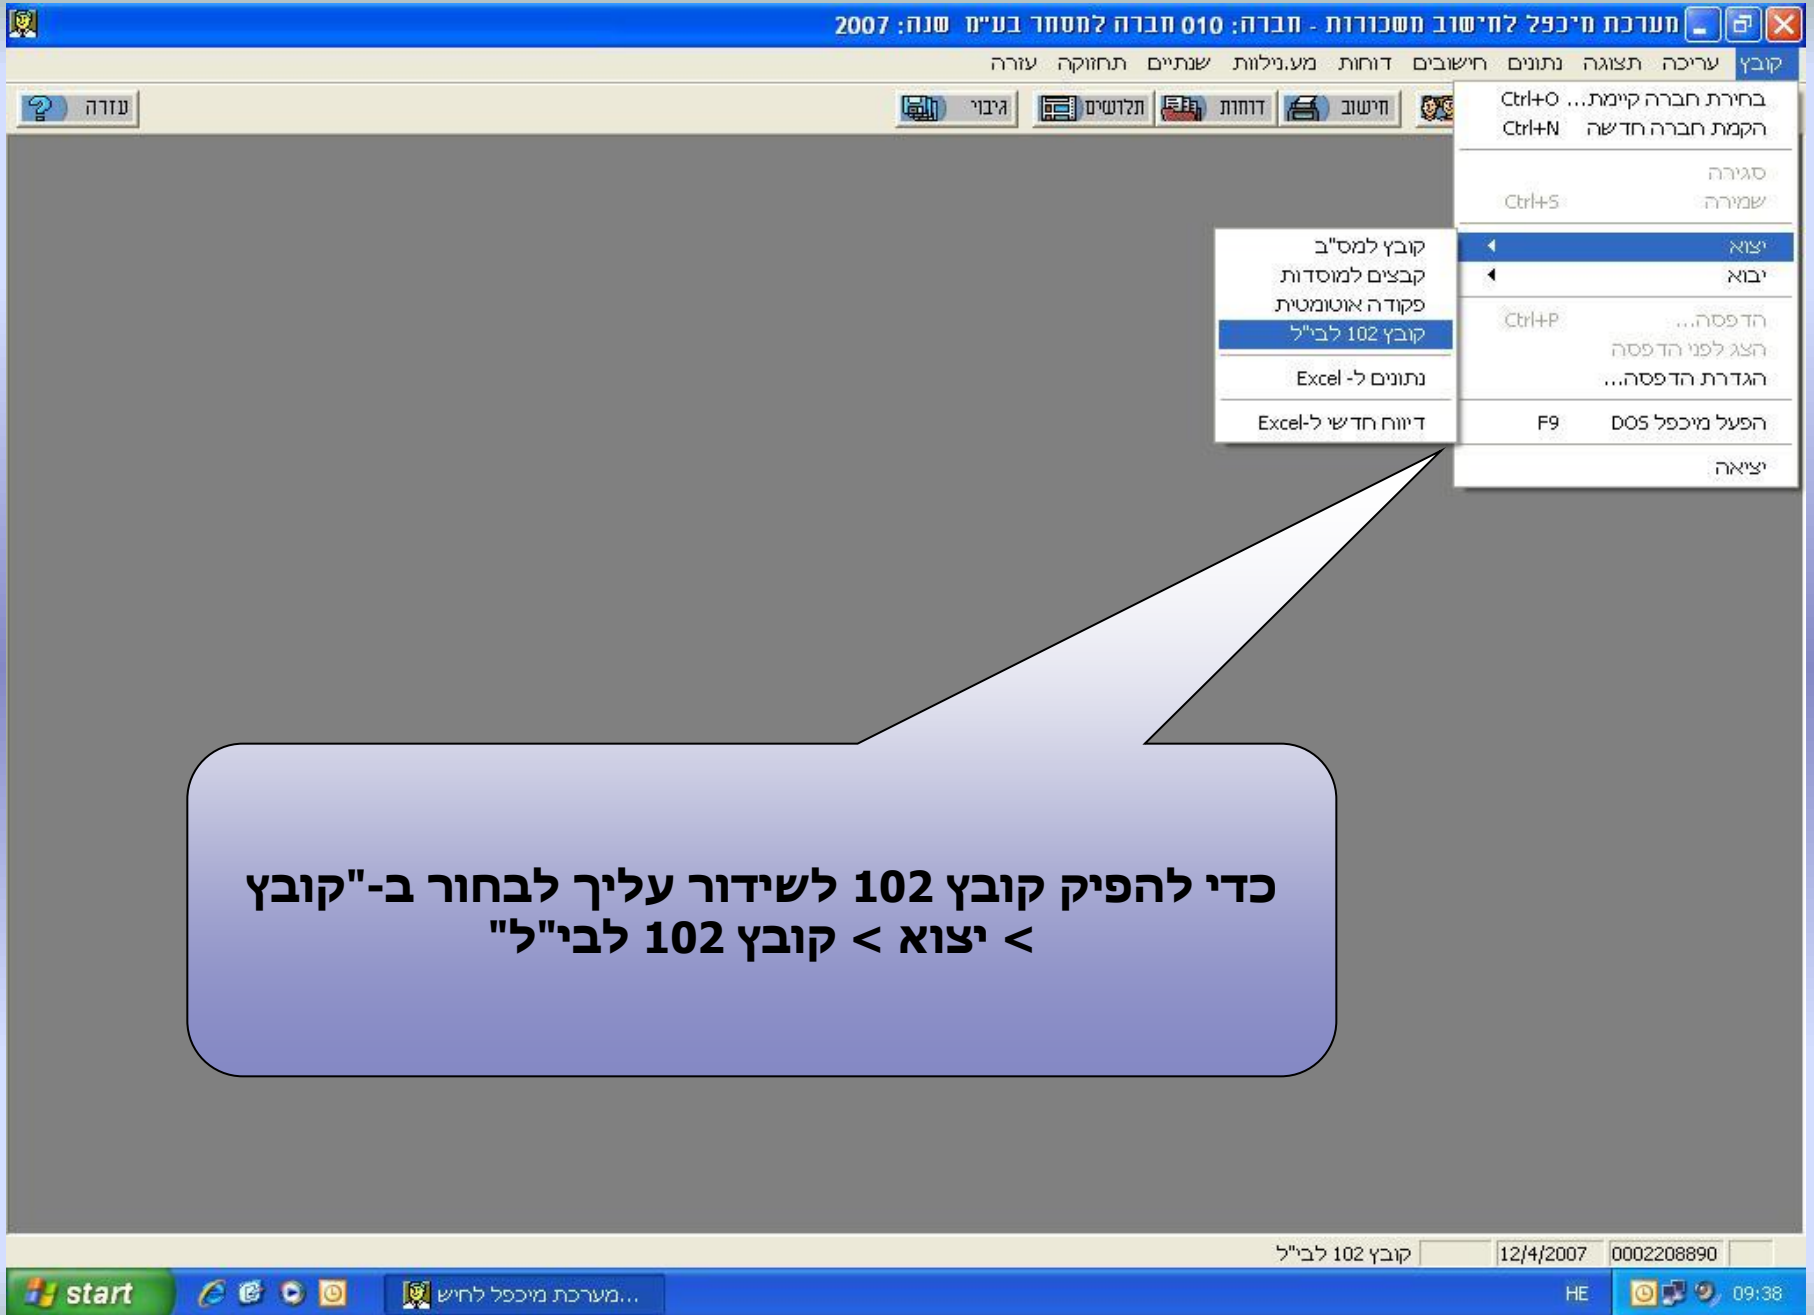 מערכת מיכפל לחישוב משכורות - חברה: 010 חברה למסחר בע"מ שנה: 2007
קובץ עריכה תצוגה נתונים חישובים דוחות מע.נילוות שנתיים תחזוקה עזרה
חישוב דוחות תלושים גיבוי עזרה
בחירת חברה קיימת... Ctrl+O
הקמת חברה חדשה Ctrl+N
סגירה
שמירה Ctrl+S
יצוא
יבוא
הדפסה... Ctrl+P
הצג לפני הדפסה
הגדרת הדפסה...
הפעל מיכפל DOS F9
יציאה
קובץ למס"ב
קבצים למוסדות
פקודה אוטומטית
קובץ 102 לבי"ל
נתונים ל- Excel
דיווח חדשי ל-Excel
כדי להפיק קובץ 102 לשידור עליך לבחור ב-"קובץ
> יצוא > קובץ 102 לבי"ל"
0002208890 12/4/2007 קובץ 102 לבי"ל
start
מערכת מיכפל לחיש...
HE 09:38